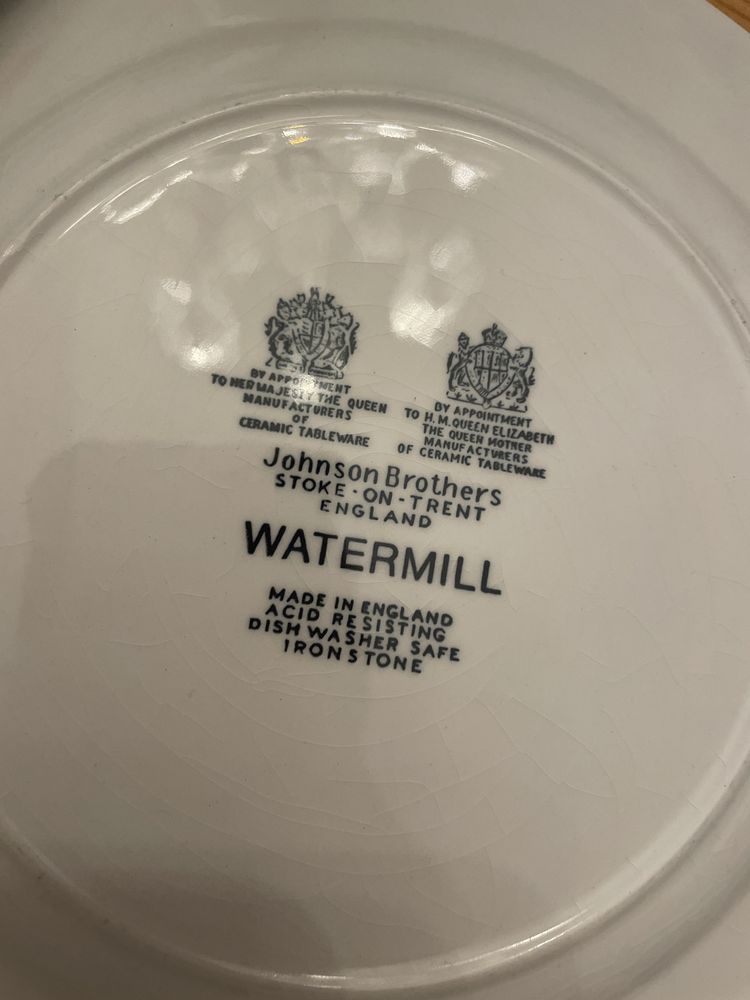 BY APPOINTMENT
TO HER MAJESTY THE QUEEN
MANUFACTURERS
OF
CERAMIC TABLEWARE
BY APPOINTMENT
TO H.M. QUEEN ELIZABETH
THE QUEEN MOTHER
MANUFACTURERS
OF CERAMIC TABLEWARE
Johnson Brothers
STOKE-ON-TRENT
ENGLAND
WATERMILL
MADE IN ENGLAND
ACID RESISTING
DISH WASHER SAFE
IRONSTONE